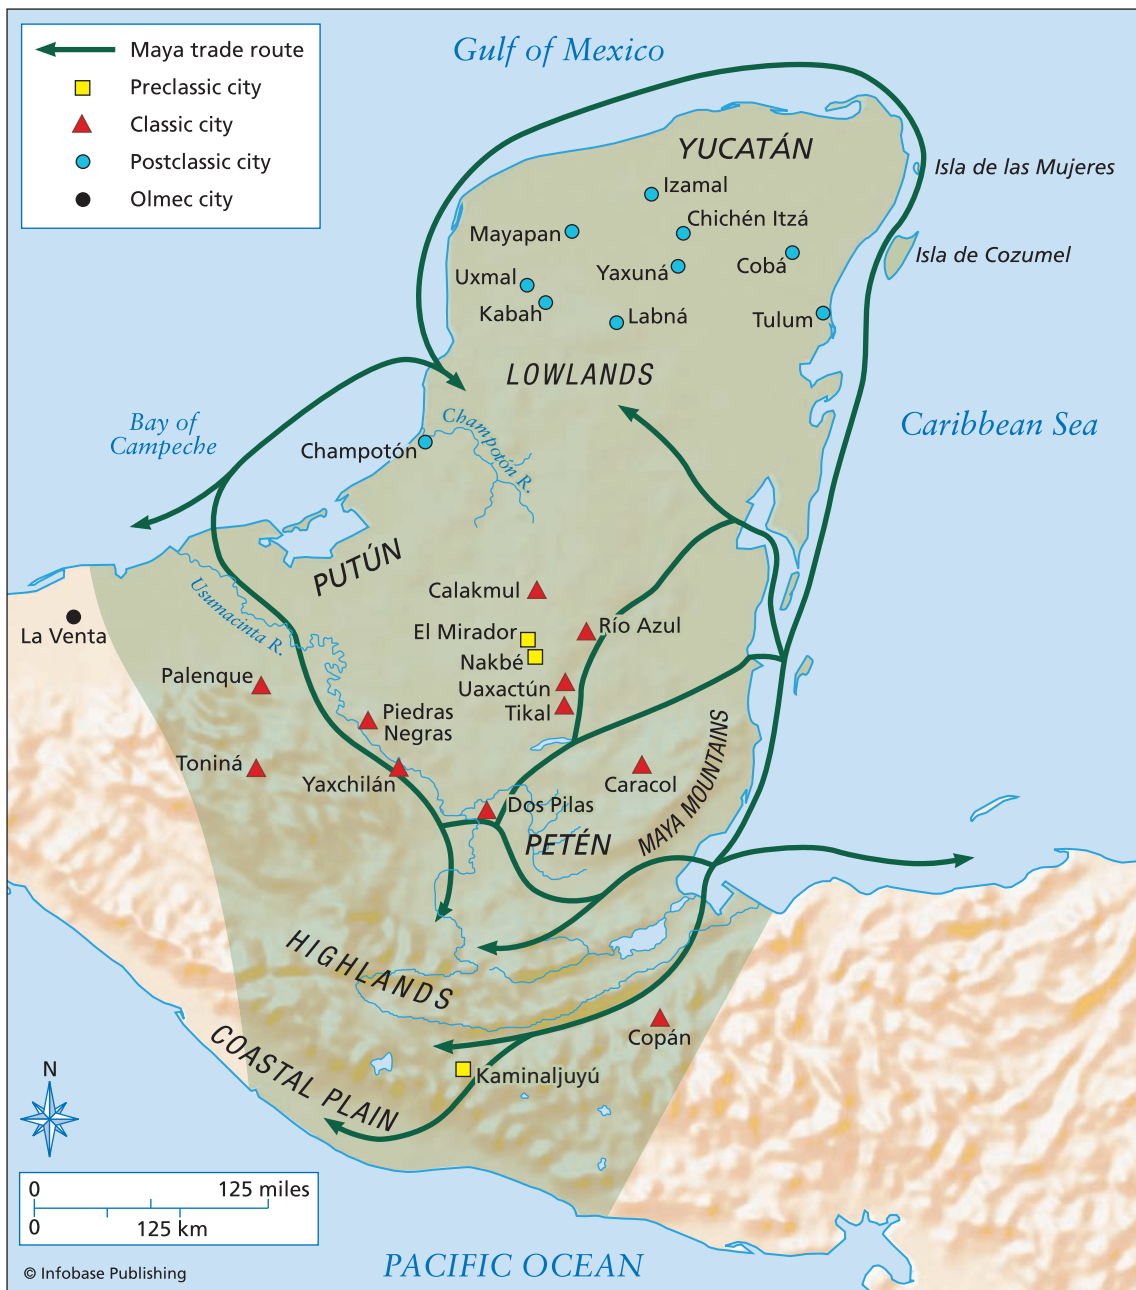 Maya trade route
Preclassic city
Classic city
Postclassic city
Olmec city
Gulf of Mexico
YUCATÁN
Isla de las Mujeres
Izamal
Chichén Itzá
Mayapan
Isla de Cozumel
Yaxuná
Cobá
Uxmal
Kabah
Labná
Tulum
LOWLANDS
Bay of
Campeche
Champotón R.
Caribbean Sea
Champotón
PUTÚN
Calakmul
Usumacinta R.
El Mirador
Río Azul
La Venta
Nakbé
Palenque
Uaxactún
Tikal
Piedras
Negras
Toniná
Yaxchilán
Caracol
MAYA MOUNTAINS
Dos Pilas
PETÉN
HIGHLANDS
Copán
COASTAL PLAIN
Kaminaljuyú
N
0
125 miles
0
125 km
PACIFIC OCEAN
© Infobase Publishing